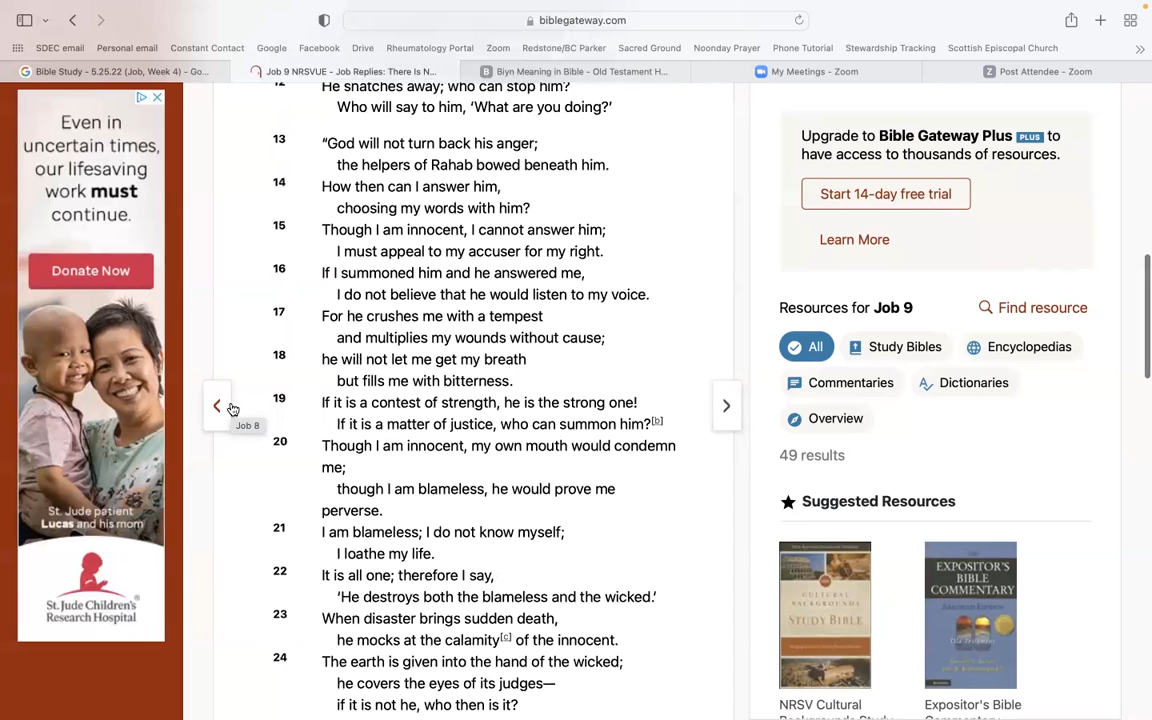 biblegateway.com
SDEC email Personal email Constant Contact Google Facebook Drive Rheumatology Portal Zoom Redstone/BC Parker Sacred Ground Noonday Prayer Phone Tutorial Stewardship Tracking Scottish Episcopal Church
Bible Study - 5.25.22 (Job, Week 4) - Go...
Job 9 NRSVUE - Job Replies: There Is N...
Biyn Meaning in Bible - Old Testament H...
My Meetings - Zoom
Post Attendee - Zoom
Even in
uncertain times,
our lifesaving
work must
continue.
Donate Now
St. Jude patient
Lucas and his mom
St. Jude Children's
Research Hospital
12 He snatches away; who can stop him?
Who will say to him, ‘What are you doing?’
13 “God will not turn back his anger;
the helpers of Rahab bowed beneath him.
14 How then can I answer him,
choosing my words with him?
15 Though I am innocent, I cannot answer him;
I must appeal to my accuser for my right.
16 If I summoned him and he answered me,
I do not believe that he would listen to my voice.
17 For he crushes me with a tempest
and multiplies my wounds without cause;
18 he will not let me get my breath
but fills me with bitterness.
19 If it is a contest of strength, he is the strong one!
If it is a matter of justice, who can summon him?[b]
20 Though I am innocent, my own mouth would condemn
me;
though I am blameless, he would prove me
perverse.
21 I am blameless; I do not know myself;
I loathe my life.
22 It is all one; therefore I say,
‘He destroys both the blameless and the wicked.’
23 When disaster brings sudden death,
he mocks at the calamity[c] of the innocent.
24 The earth is given into the hand of the wicked;
he covers the eyes of its judges—
if it is not he, who then is it?
Job 8
Upgrade to Bible Gateway Plus PLUS to
have access to thousands of resources.
Start 14-day free trial
Learn More
Resources for Job 9 Find resource
All Study Bibles Encyclopedias
Commentaries Dictionaries
Overview
49 results
Suggested Resources
CULTURAL
BACKGROUNDS
STUDY BIBLE
EXPOSITOR'S
BIBLE
COMMENTARY
NRSV Cultural
Backgrounds Study
Expositor's Bible
Commentary